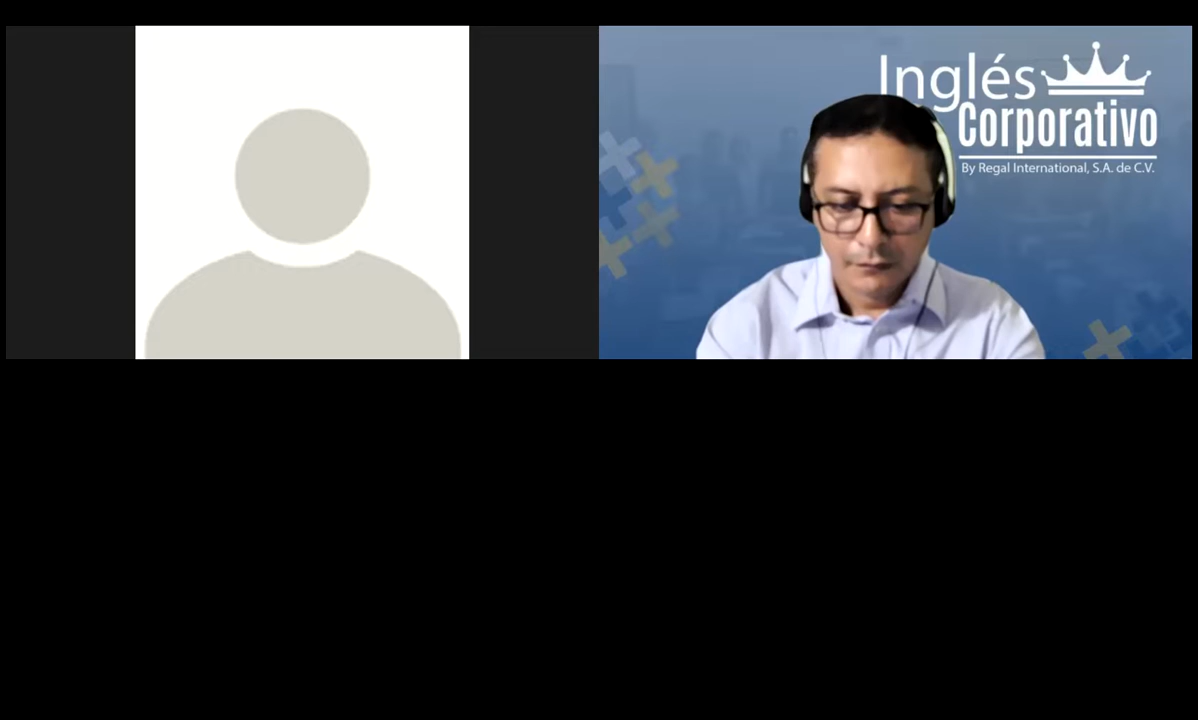 Inglés
Corporativo
By Regal International, S.A. de C.V.